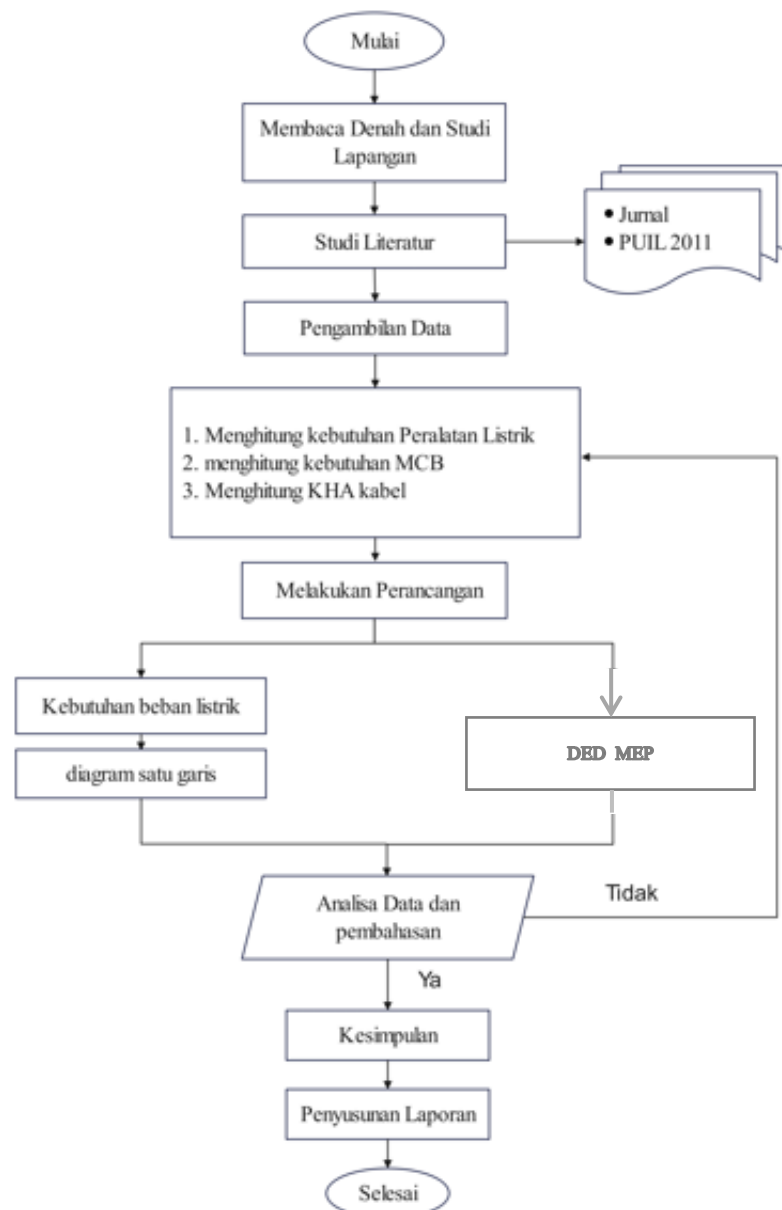 Mulai
Membaca Denah dan Studi
Lapangan
Studi Literatur
• Jurnal
• PUIL 2011
Pengambilan Data
1. Menghitung kebutuhan Peralatan Listrik
2. menghitung kebutuhan MCB
3. Menghitung KHA kabel
Melakukan Perancangan
Kebutuhan beban listrik
diagram satu garis
DED MEP
Analisa Data dan
pembahasan
Tidak
Ya
Kesimpulan
Penyusunan Laporan
Selesai